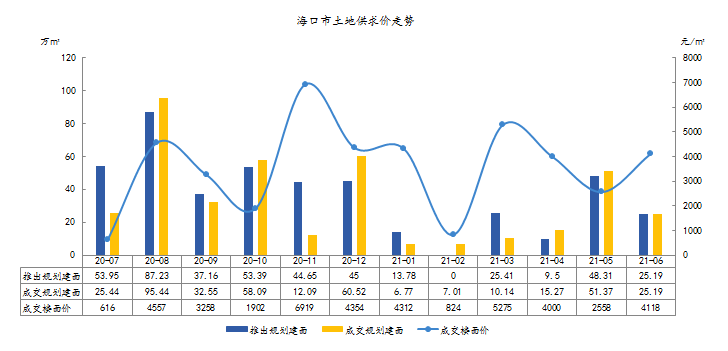 海口市土地供求价走势
万㎡ 元/㎡
120 8000
100 7000
80 6000
60 5000
40 4000
20 3000
0 2000
1000
0
20-07 20-08 20-09 20-10 20-11 20-12 21-01 21-02 21-03 21-04 21-05 21-06
推出规划建面 53.95 87.23 37.16 53.39 44.65 45 13.78 0 25.41 9.5 48.31 25.19
成交规划建面 25.44 95.44 32.55 58.09 12.09 60.52 6.77 7.01 10.14 15.27 51.37 25.19
成交楼面价 616 4557 3258 1902 6919 4354 4312 824 5275 4000 2558 4118
推出规划建面 成交规划建面 成交楼面价